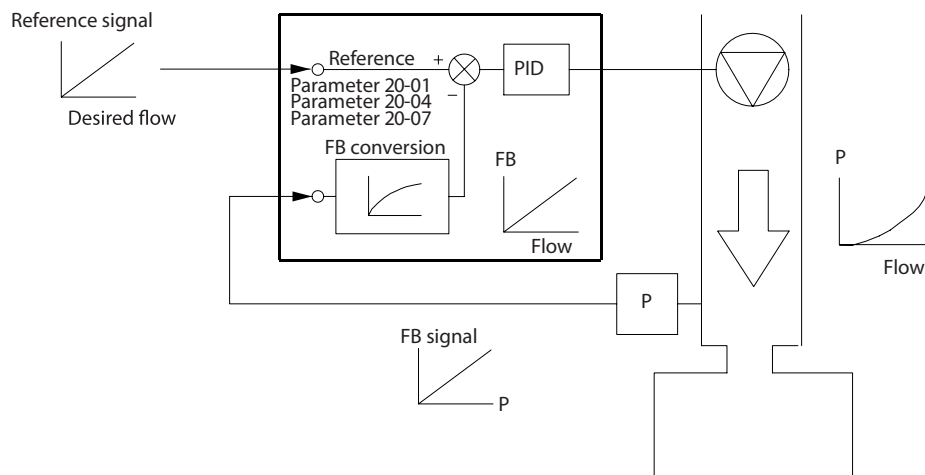 Reference signal
Desired flow
Reference
+
−
PID
Parameter 20-01
Parameter 20-04
Parameter 20-07
FB conversion
FB
Flow
P
Flow
P
FB signal
P